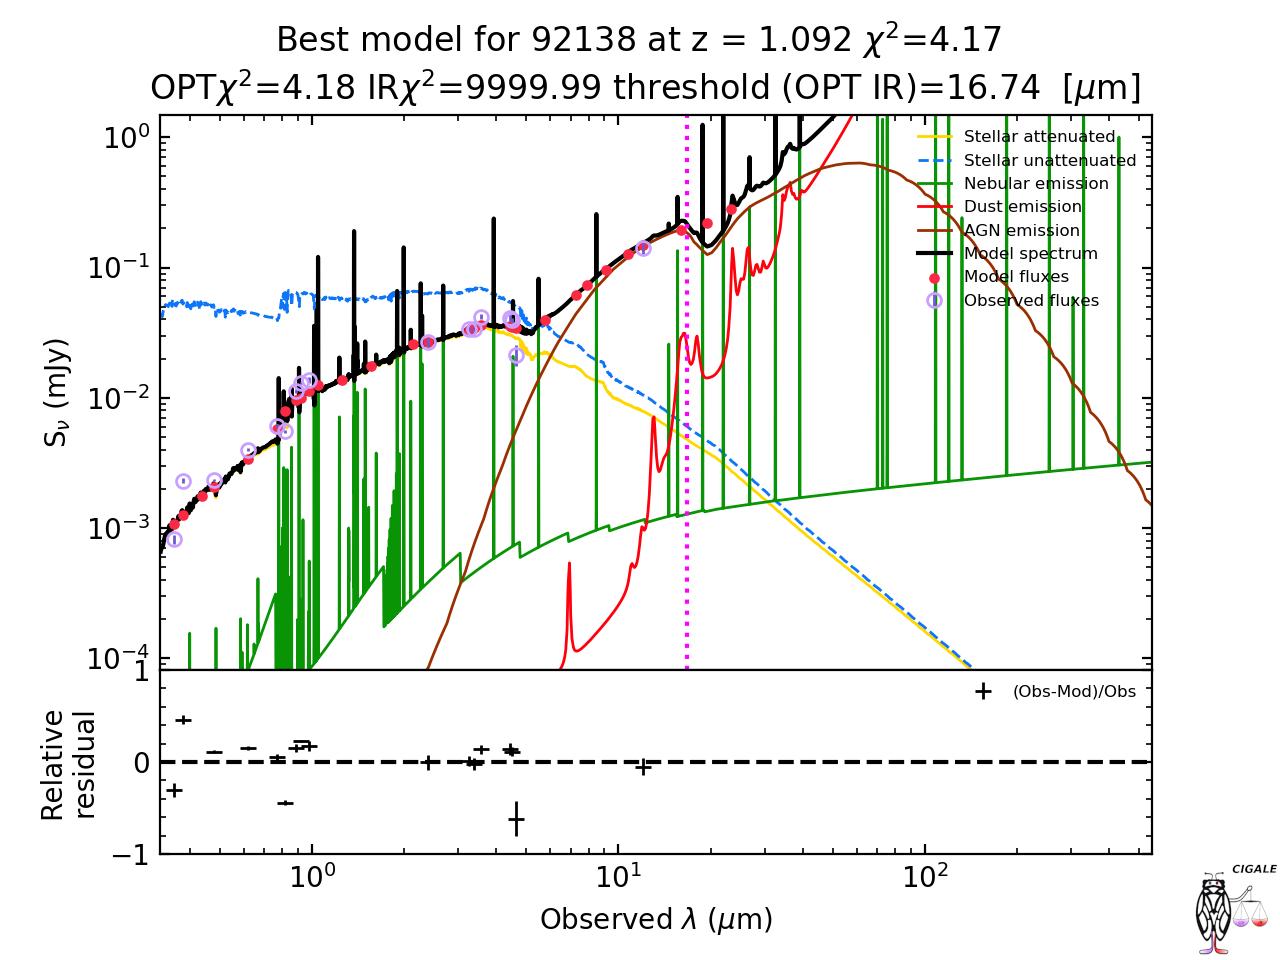 Best model for 92138 at z = 1.092 χ²=4.17
OPTχ²=4.18 IRχ²=9999.99 threshold (OPT IR)=16.74 [μm]
10⁰
10⁻¹
10⁻²
10⁻³
10⁻⁴
Sν (mJy)
Stellar attenuated
Stellar unattenuated
Nebular emission
Dust emission
AGN emission
Model spectrum
Model fluxes
Observed fluxes
1
0
−1
Relative
residual
(Obs-Mod)/Obs
10⁰
10¹
10²
Observed λ (μm)
CIGALE